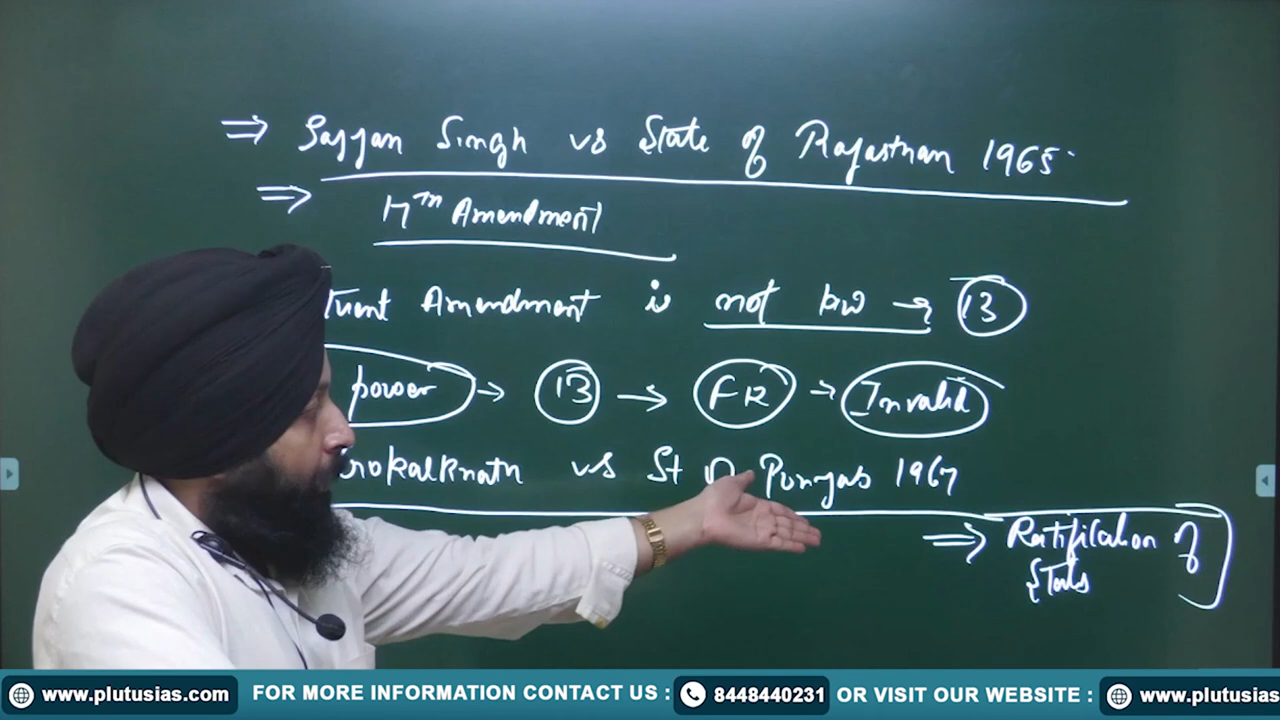 ⇒ Sajjan Singh vs State of Rajasthan 1965
⇒ 17th Amendment
Amendment is not law → 13
power → 13 → FR → Invalid
olkalknath vs St of Punjab 1967
⇒ Ratification of
States
www.plutusias.com FOR MORE INFORMATION CONTACT US : 8448440231 OR VISIT OUR WEBSITE : www.plutusias